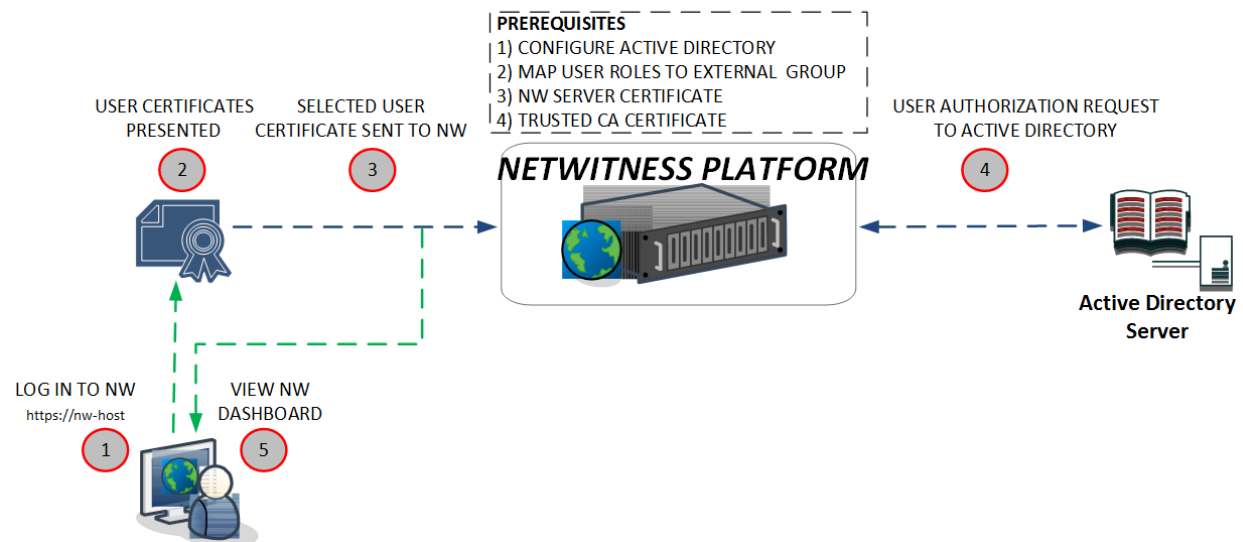 PREREQUISITES
1) CONFIGURE ACTIVE DIRECTORY
2) MAP USER ROLES TO EXTERNAL GROUP
3) NW SERVER CERTIFICATE
4) TRUSTED CA CERTIFICATE
USER CERTIFICATES
PRESENTED
2
SELECTED USER
CERTIFICATE SENT TO NW
3
NETWITNESS PLATFORM
USER AUTHORIZATION REQUEST
TO ACTIVE DIRECTORY
4
Active Directory
Server
LOG IN TO NW
https://nw-host
1
VIEW NW
DASHBOARD
5